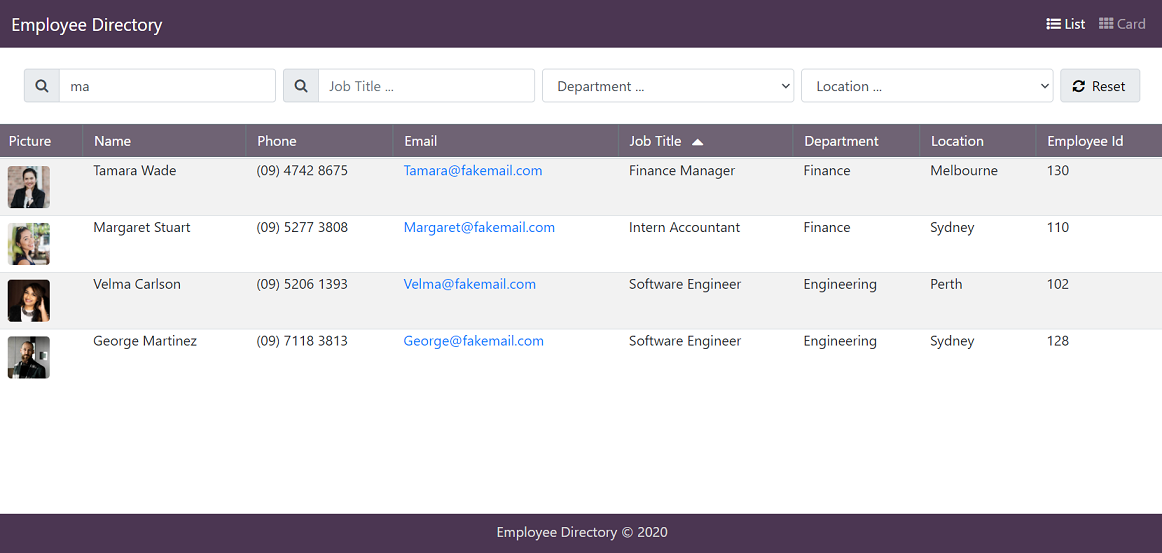 Employee Directory List Card
ma Job Title ... Department ... Location ... Reset
Picture Name Phone Email Job Title Department Location Employee Id
Tamara Wade (09) 4742 8675 Tamara@fakemail.com Finance Manager Finance Melbourne 130
Margaret Stuart (09) 5277 3808 Margaret@fakemail.com Intern Accountant Finance Sydney 110
Velma Carlson (09) 5206 1393 Velma@fakemail.com Software Engineer Engineering Perth 102
George Martinez (09) 7118 3813 George@fakemail.com Software Engineer Engineering Sydney 128
Employee Directory © 2020